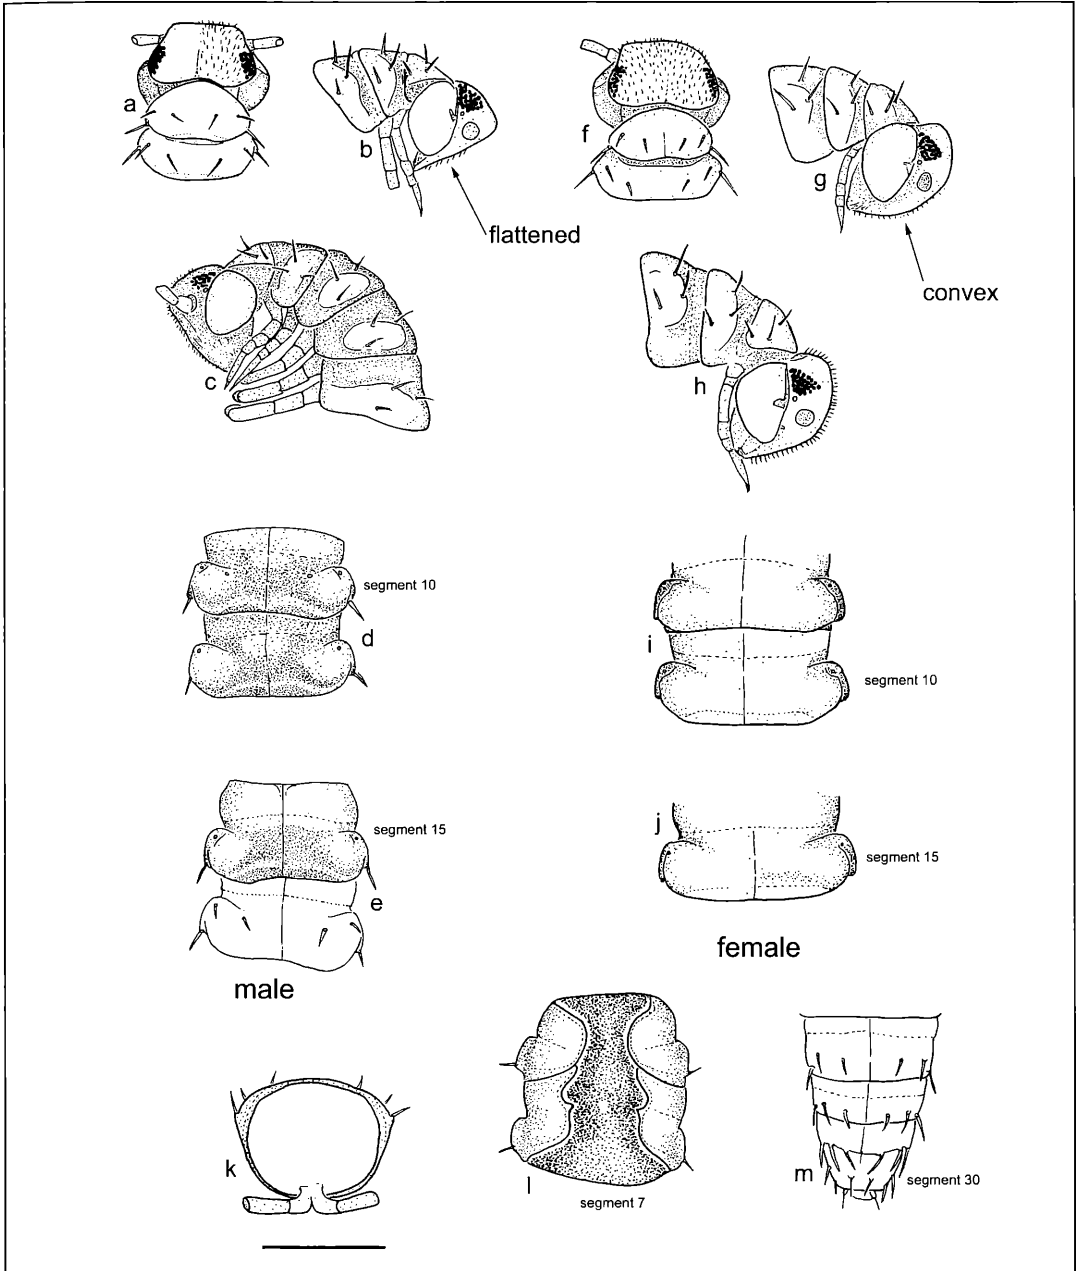 a
b
flattened
f
g
convex
c
h
segment 10
d
i
segment 10
segment 15
e
male
j
segment 15
female
k
l
segment 7
m
segment 30